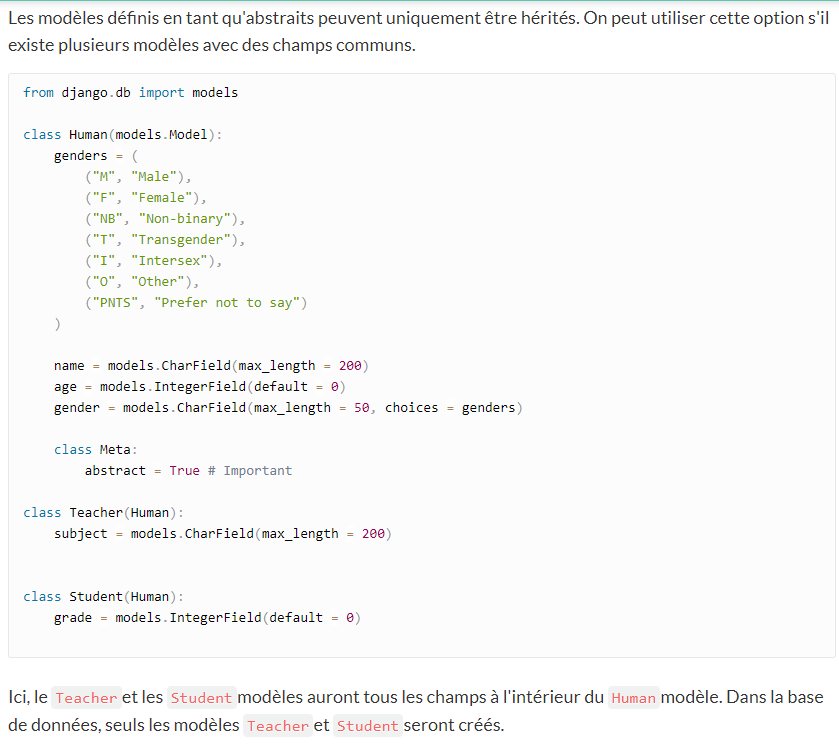 Les modèles définis en tant qu'abstraits peuvent uniquement être hérités. On peut utiliser cette option s'il
existe plusieurs modèles avec des champs communs.
from django.db import models
class Human(models.Model):
    genders = (
        ("M", "Male"),
        ("F", "Female"),
        ("NB", "Non-binary"),
        ("T", "Transgender"),
        ("I", "Intersex"),
        ("O", "Other"),
        ("PNTS", "Prefer not to say")
    )
    name = models.CharField(max_length = 200)
    age = models.IntegerField(default = 0)
    gender = models.CharField(max_length = 50, choices = genders)
    class Meta:
        abstract = True # Important
class Teacher(Human):
    subject = models.CharField(max_length = 200)
class Student(Human):
    grade = models.IntegerField(default = 0)
Ici, le Teacher et les Student modèles auront tous les champs à l'intérieur du Human modèle. Dans la base
de données, seuls les modèles Teacher et Student seront créés.